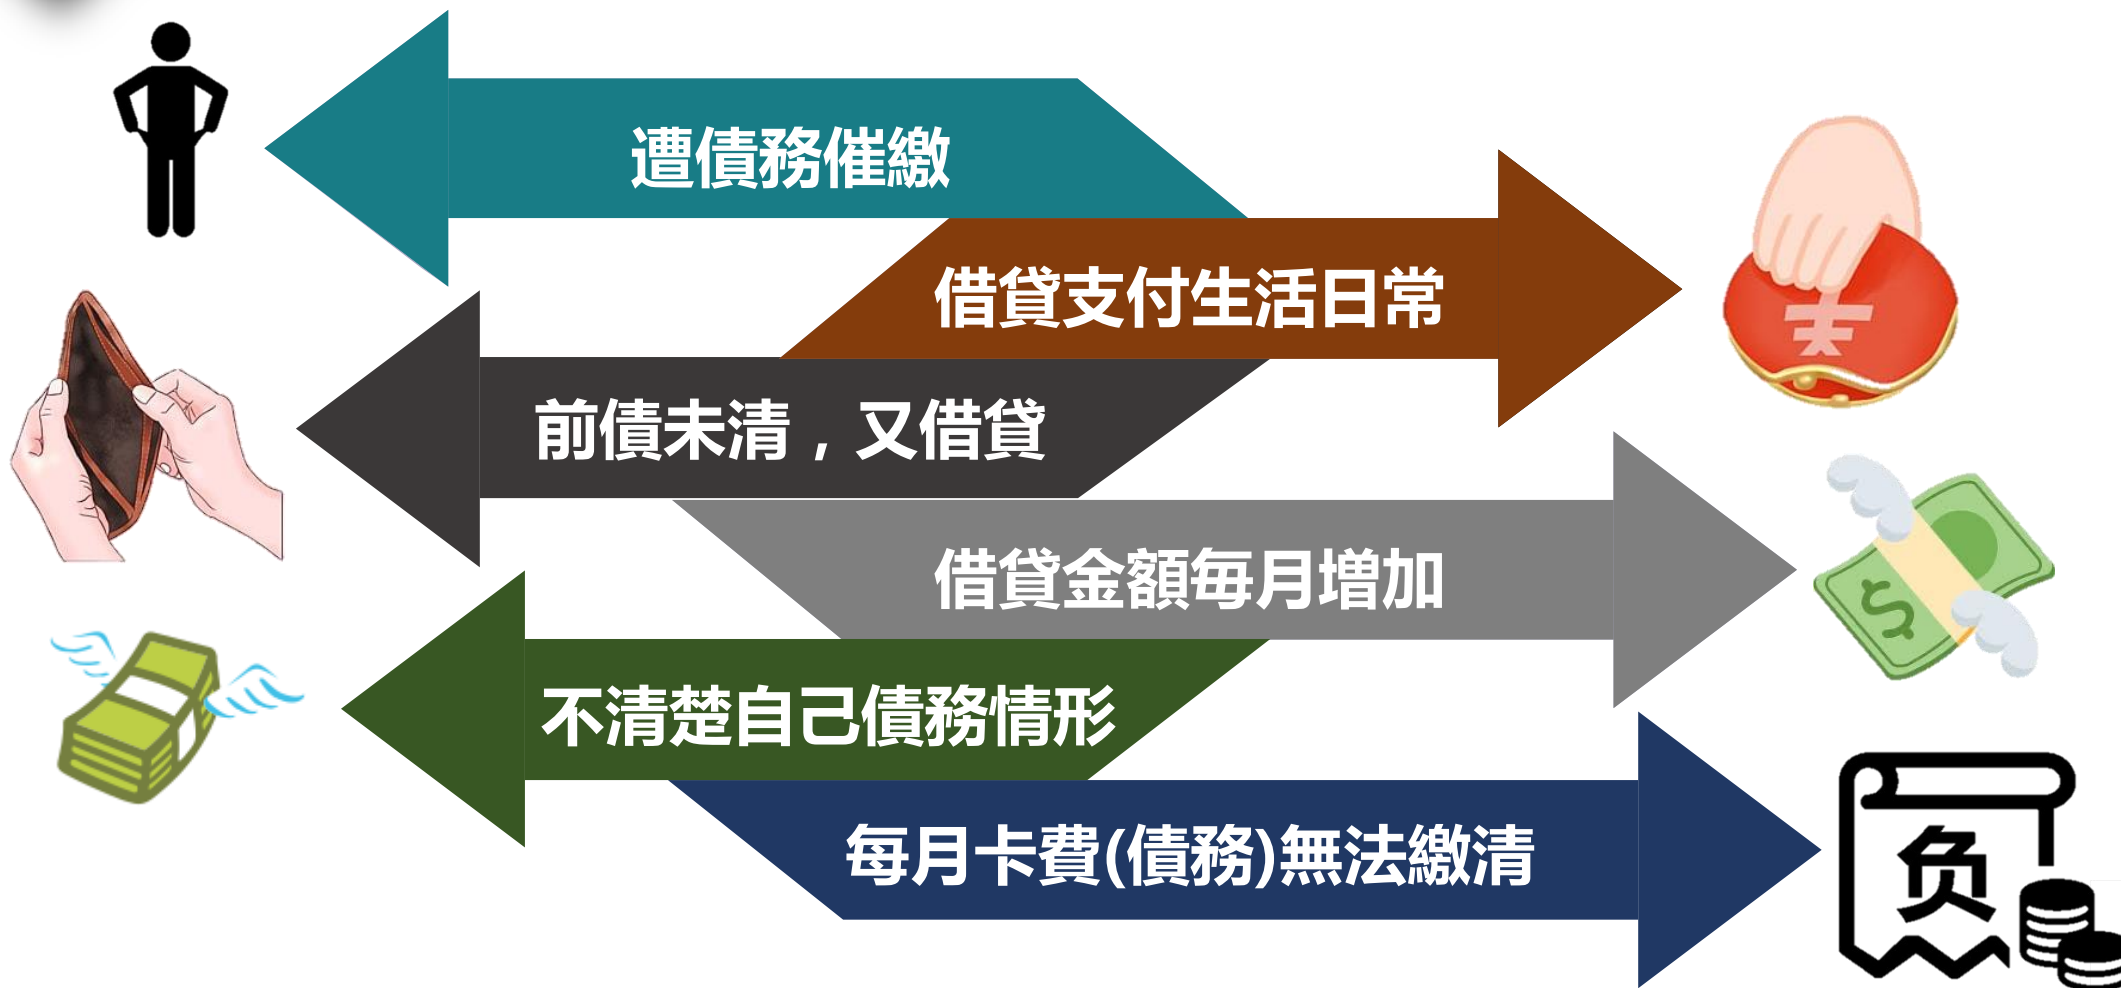 遭債務催繳
借貸支付生活日常
前債未清，又借貸
借貸金額每月增加
不清楚自己債務情形
每月卡費(債務)無法繳清
负